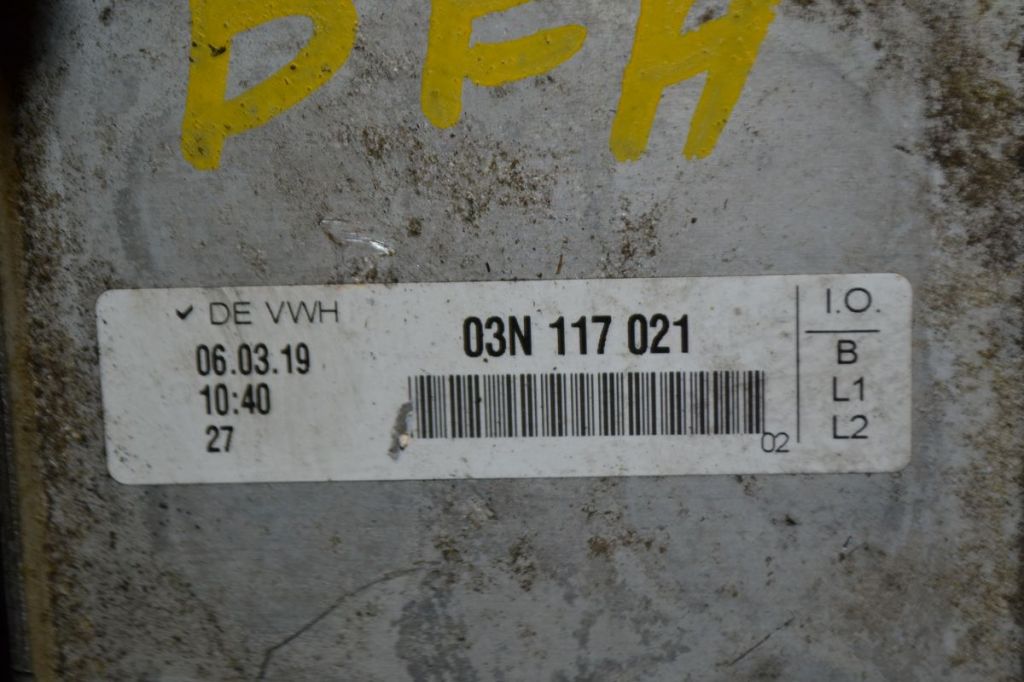 DFH
✓ DE VWH
06.03.19
10:40
27
03N 117 021
02
I.O.
B
L1
L2